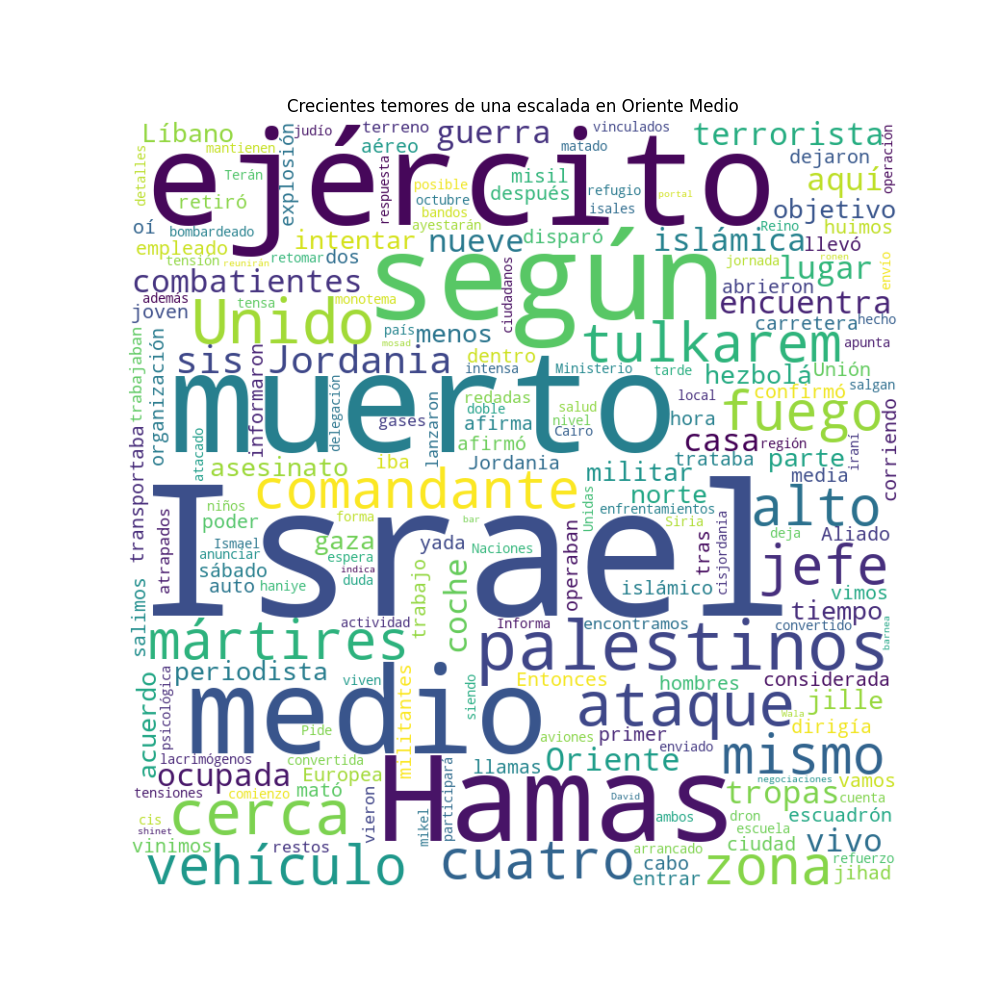 Crecientes temores de una escalada en Oriente Medio
Líbano
judío
terreno
guerra
vinculados
terrorista
operación
mantienen
aéreo
matado
dejaron
detalles
ejército
explosión
respuesta
Terán
posible
misil
refugio
portal
aquí
retiró
octubre
después
isales
objetivo
oí
bombardeado
bandos
Reino
huimos
empleado
intentar
ayestarán
nueve
disparó
islámica
llevó
tensión
reunirán
retomar
dos
según
jornada
ronen
lugar
envío
combatientes
ciudadanos
abrieron
además
tensa
monotema
encuentra
joven
Unido
país
menos
tulkarem
carretera
hecho
mosad
apunta
trabajaban
organización
sis
Jordania
dentro
intensa
Ministerio
tarde
hezbolá
Unión
informaron
delegación
muerto
redadas
local
confirmó
salgan
transportaba
gases
lanzaron
doble
salud
hora
fuego
afirma
nivel
Cairo
casa
región
iraní
corriendo
atacado
afirmó
asesinato
iba
Jordania
militar
trataba
parte
media
comandante
norte
niños
forma
bar
Unidas
enfrentamientos
Siria
alto
poder
atrapados
Ismael
gaza
yada
Naciones
operaban
tras
cisjordania
deja
Aliado
anunciar
espera
sábado
indica
duda
trabajo
coche
jefe
auto
haniye
islámico
vimos
salimos
Israel
tiempo
actividad
Informa
encontramos
convertido
barnea
mártires
palestinos
acuerdo
psicológica
periodista
viven
militantes
siendo
Entonces
hombres
considerada
medio
ataque
jille
Wala
Pide
aviones
primer
dirigía
lacrimógenos
convertida
enviado
mismo
ocupada
Europea
llamas
Oriente
negociaciones
vamos
tensiones
comienzo
mató
Hamas
participará
David
tropas
cuenta
cis
cerca
vieron
mikel
ambos
dron
escuadrón
shinet
escuela
vinimos
restos
arrancado
ciudad
vivo
vehículo
cuatro
cabo
zona
refuerzo
entrar
jihad